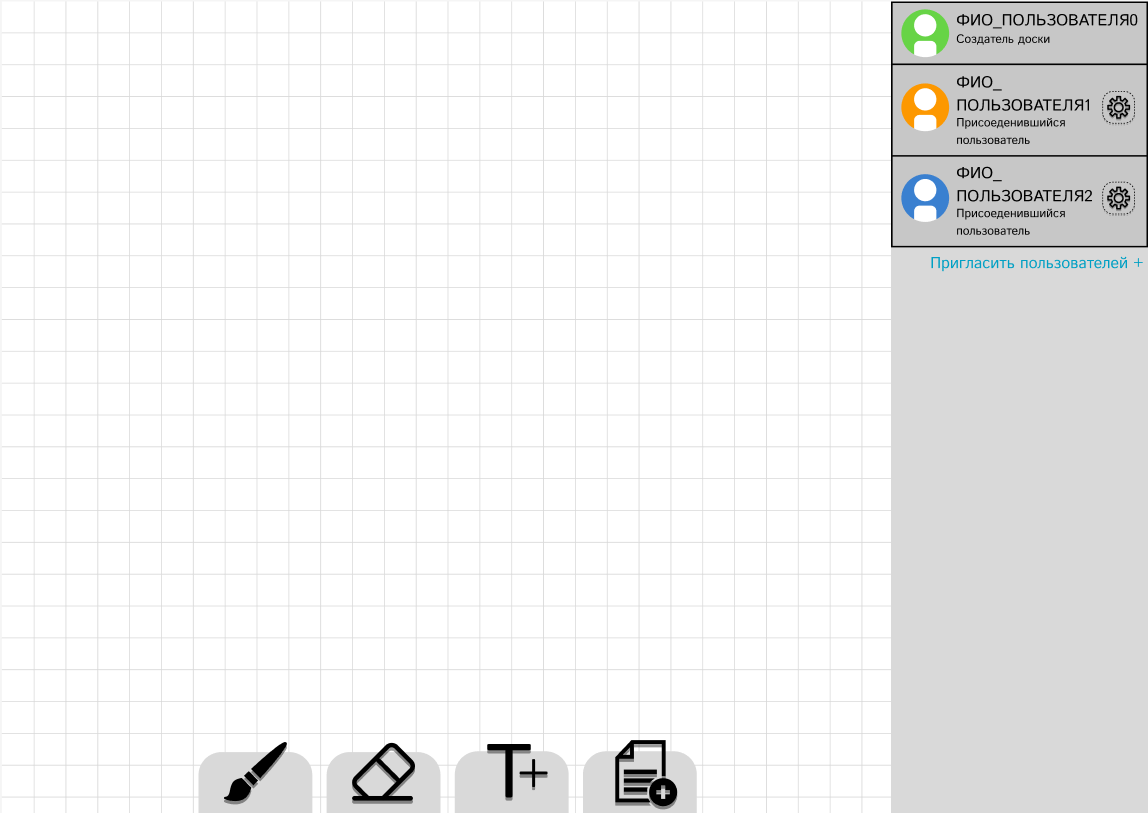 ФИО_ПОЛЬЗОВАТЕЛЯ0
Создатель доски
ФИО_
ПОЛЬЗОВАТЕЛЯ1
Присоеденившийся
пользователь
ФИО_
ПОЛЬЗОВАТЕЛЯ2
Присоеденившийся
пользователь
Пригласить пользователей +
T+